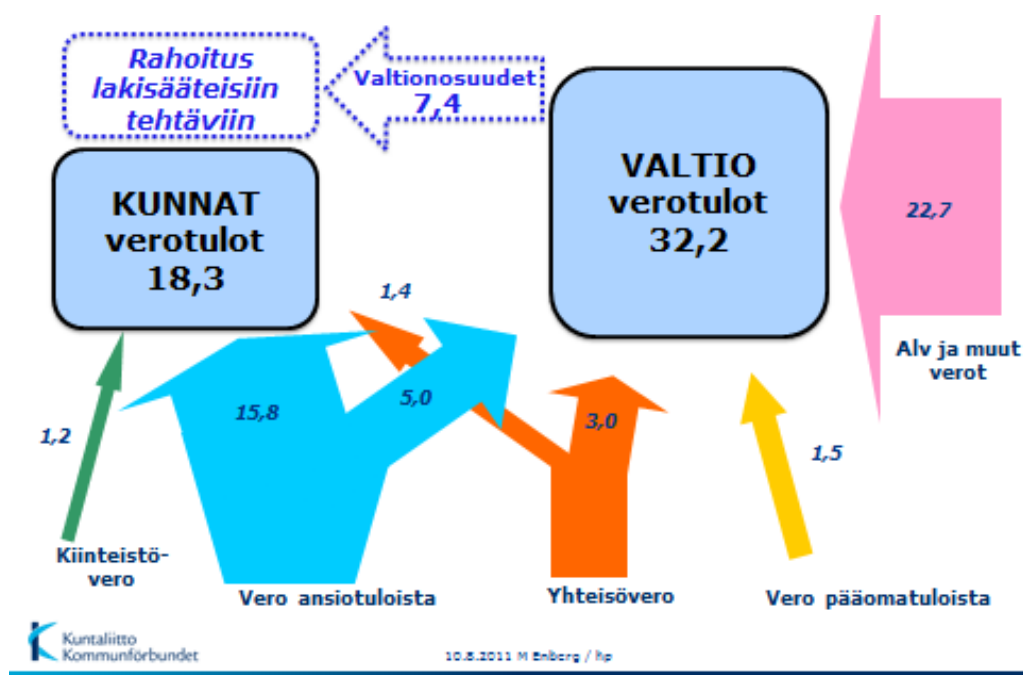 Rahoitus
lakisääteisiin
tehtäviin
Valtionosuudet
7,4
VALTIO
verotulot
32,2
22,7
KUNNAT
verotulot
18,3
1,4
Alv ja muut
verot
15,8
5,0
3,0
1,2
1,5
Kiinteistö-
vero
Vero ansiotuloista
Yhteisövero
Vero pääomatuloista
Kuntaliitto
Kommunförbundet
10.8.2011 M Enberg / hp